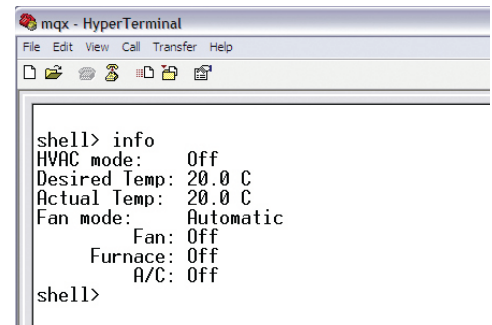 mqx - HyperTerminal
File Edit View Call Transfer Help
shell> info
HVAC mode: Off
Desired Temp: 20.0 C
Actual Temp: 20.0 C
Fan mode: Automatic
Fan: Off
Furnace: Off
A/C: Off
shell>